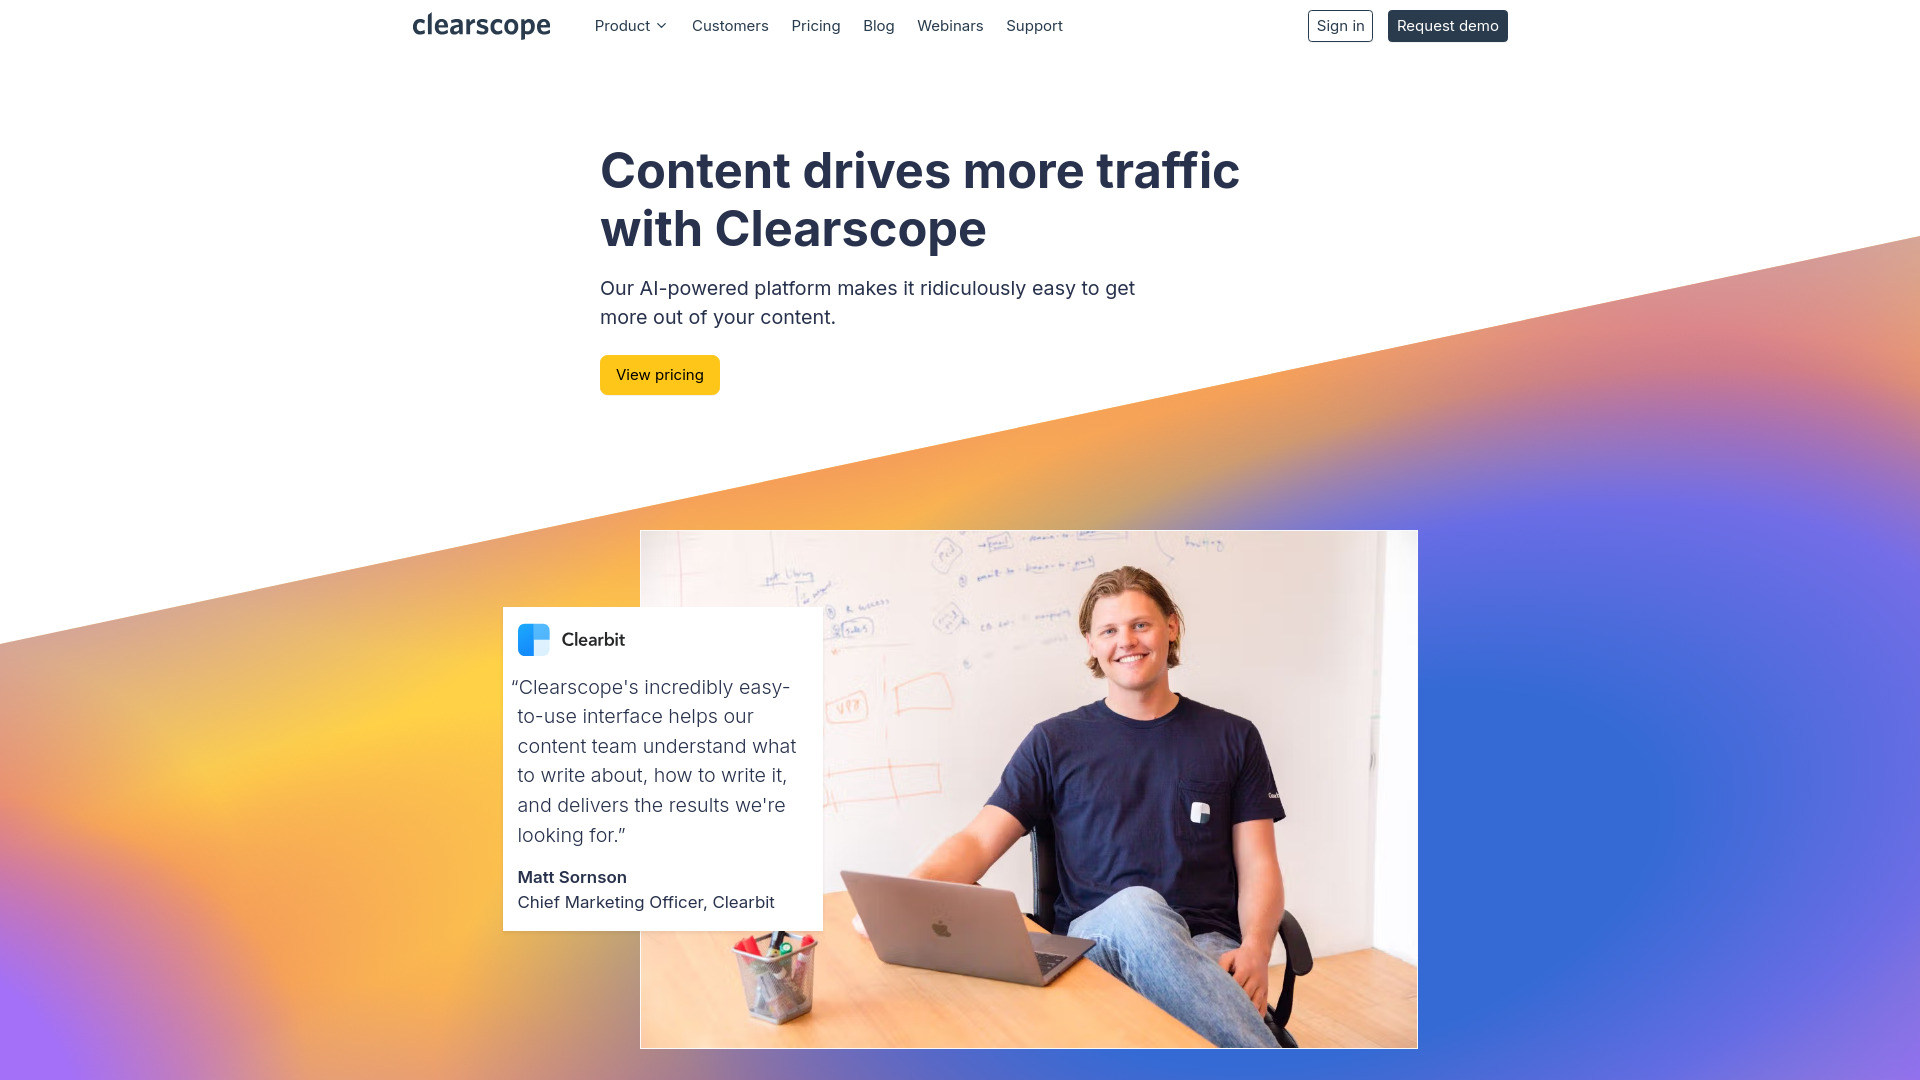 clearscope
Product
Customers
Pricing
Blog
Webinars
Support
Sign in
Request demo
Content drives more traffic
with Clearscope
Our AI-powered platform makes it ridiculously easy to get
more out of your content.
View pricing
Clearbit
“Clearscope's incredibly easy-
to-use interface helps our
content team understand what
to write about, how to write it,
and delivers the results we're
looking for.”
Matt Sornson
Chief Marketing Officer, Clearbit